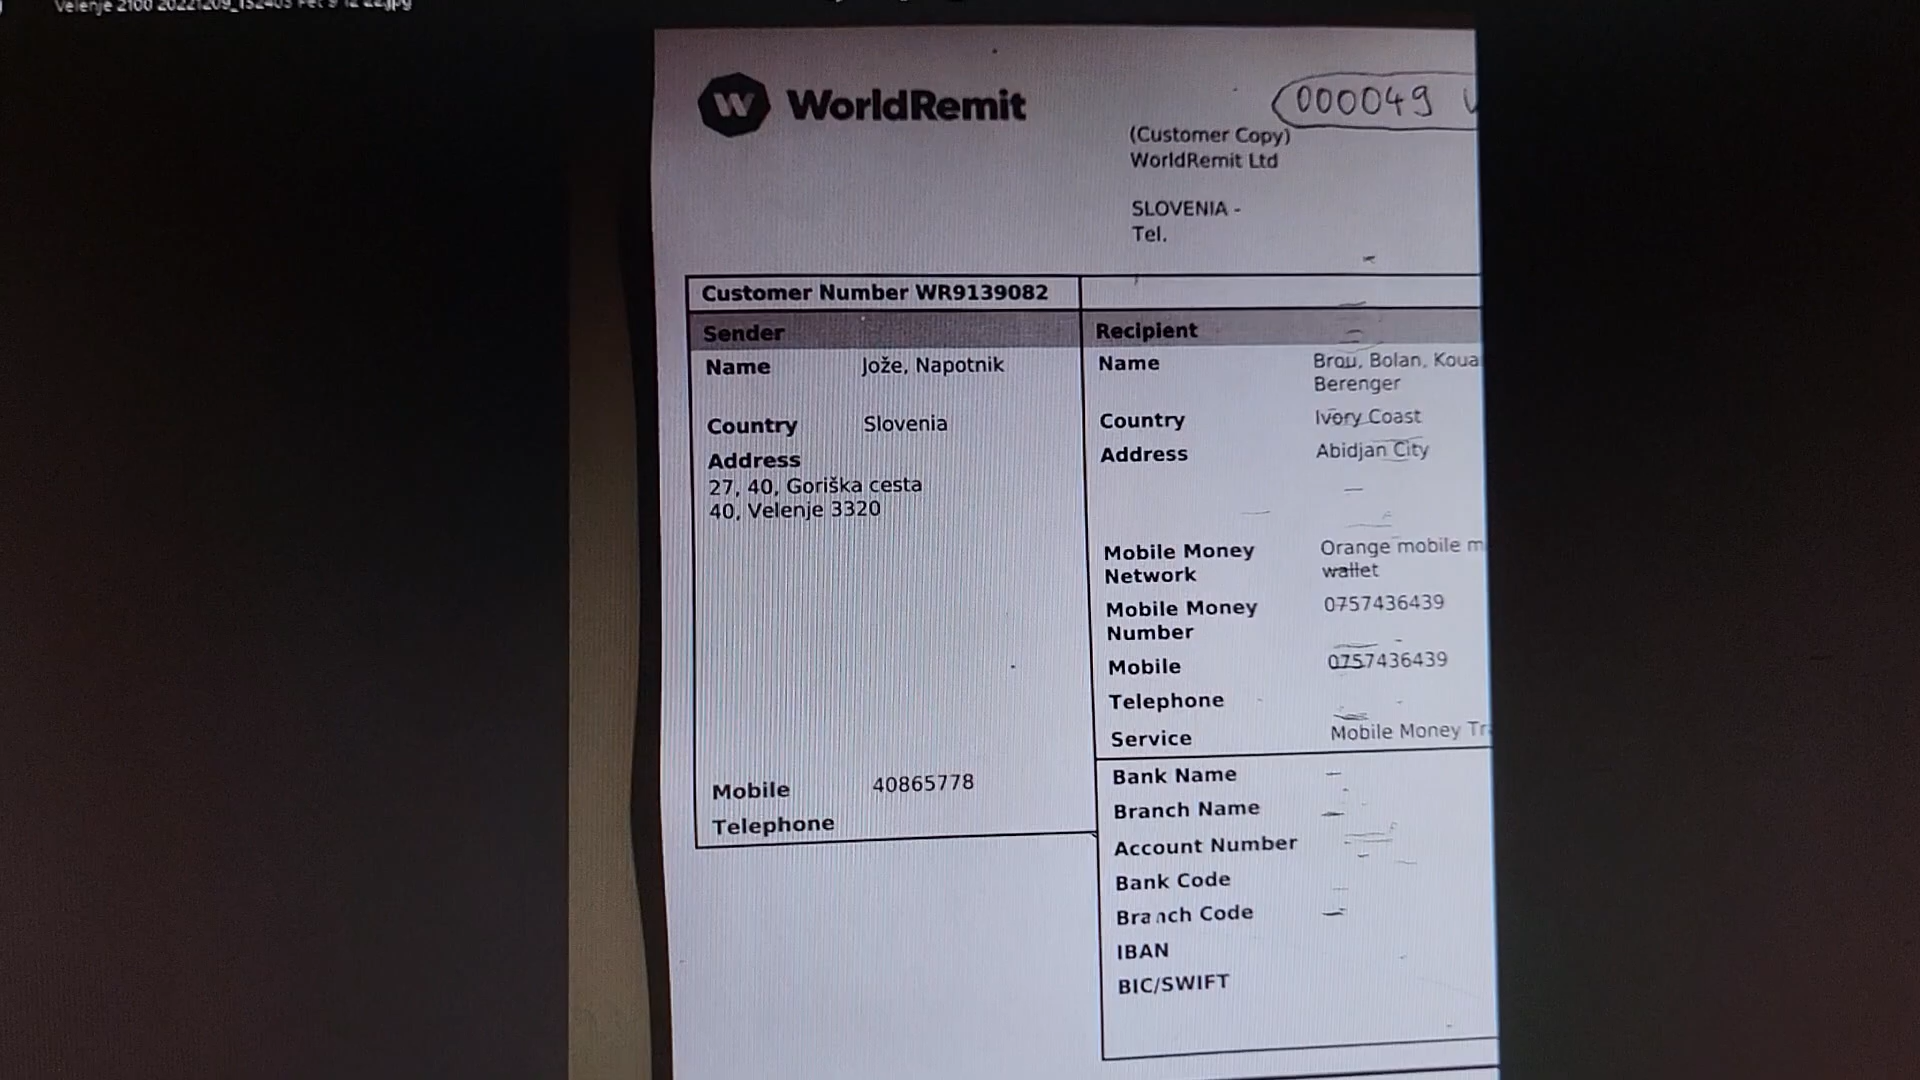 W WorldRemit
000049
(Customer Copy)
WorldRemit Ltd
SLOVENIA -
Tel.
Customer Number WR9139082
Sender
Name Jože, Napotnik
Country Slovenia
Address
27, 40, Goriška cesta
40, Velenje 3320
Mobile 40865778
Telephone
Recipient
Name Brou, Bolan, Koua
Berenger
Country Ivory Coast
Address Abidjan City
Mobile Money Orange mobile m
Network wallet
Mobile Money 0757436439
Number
Mobile 0757436439
Telephone
Service Mobile Money Tr
Bank Name
Branch Name
Account Number
Bank Code
Branch Code
IBAN
BIC/SWIFT